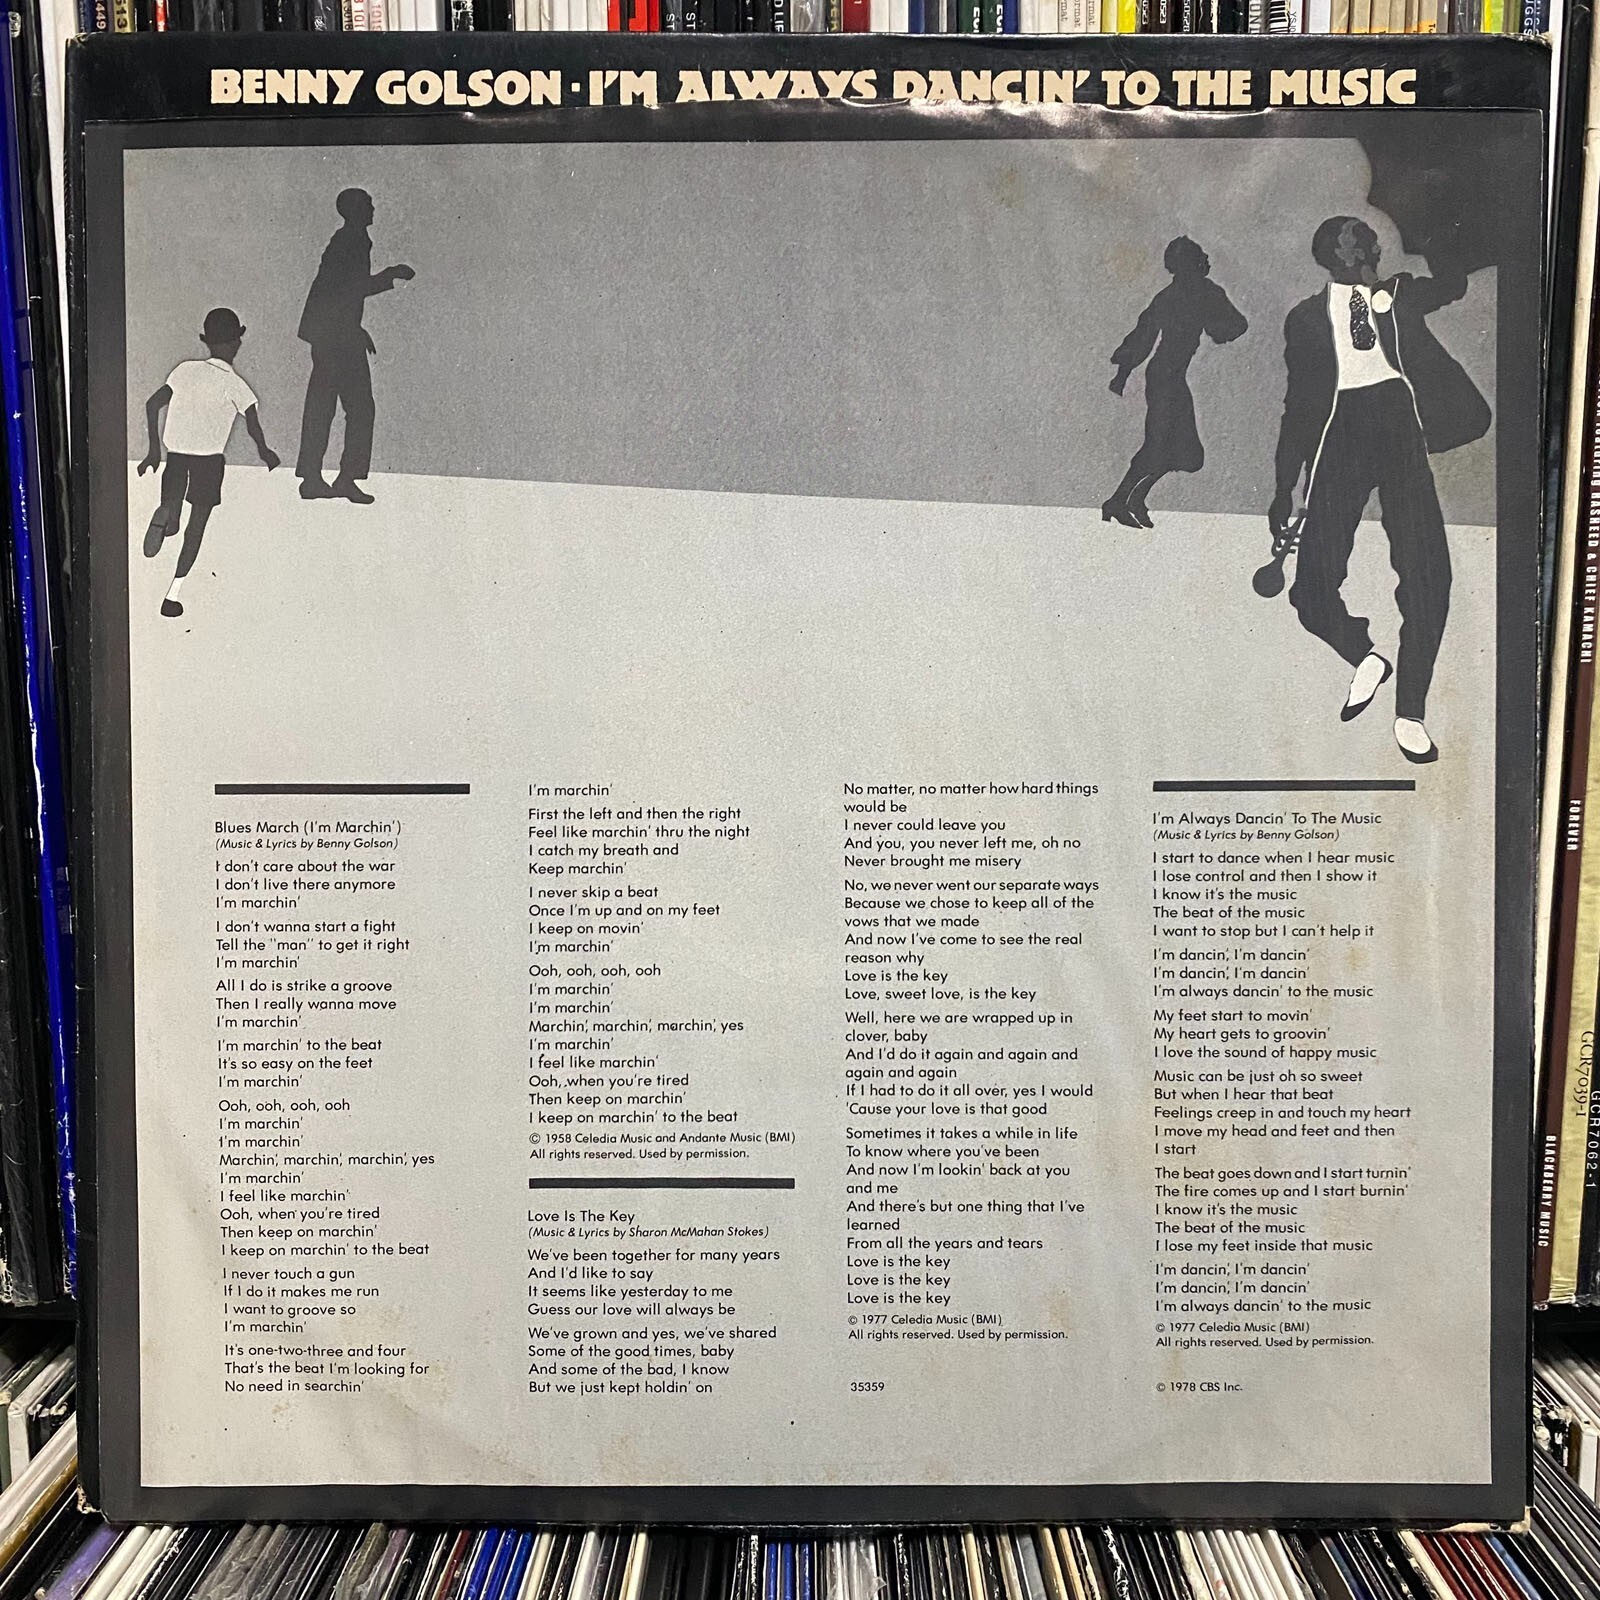 BENNY GOLSON · I'M ALWAYS DANCIN' TO THE MUSIC
Blues March (I'm Marchin')
(Music & Lyrics by Benny Golson)
I don't care about the war
I don't live there anymore
I'm marchin'
I don't wanna start a fight
Tell the "man" to get it right
I'm marchin'
All I do is strike a groove
Then I really wanna move
I'm marchin'
I'm marchin' to the beat
It's so easy on the feet
I'm marchin'
Ooh, ooh, ooh, ooh
I'm marchin'
I'm marchin'
Marchin', marchin', marchin', yes
I'm marchin'
I feel like marchin'
Ooh, when you're tired
Then keep on marchin'
I keep on marchin' to the beat
I never touch a gun
If I do it makes me run
I want to groove so
I'm marchin'
It's one-two-three and four
That's the beat I'm looking for
No need in searchin'
I'm marchin'
First the left and then the right
Feel like marchin' thru the night
I catch my breath and
Keep marchin'
I never skip a beat
Once I'm up and on my feet
I keep on movin'
I'm marchin'
Ooh, ooh, ooh, ooh
I'm marchin'
I'm marchin'
Marchin', marchin', marchin', yes
I'm marchin'
I feel like marchin'
Ooh, when you're tired
Then keep on marchin'
I keep on marchin' to the beat
© 1958 Celedia Music and Andante Music (BMI)
All rights reserved. Used by permission.
Love Is The Key
(Music & Lyrics by Sharon McMahan Stokes)
We've been together for many years
And I'd like to say
It seems like yesterday to me
Guess our love will always be
We've grown and yes, we've shared
Some of the good times, baby
And some of the bad, I know
But we just kept holdin' on
No matter, no matter how hard things
would be
I never could leave you
And you, you never left me, oh no
Never brought me misery
No, we never went our separate ways
Because we chose to keep all of the
vows that we made
And now I've come to see the real
reason why
Love is the key
Love, sweet love, is the key
Well, here we are wrapped up in
clover, baby
And I'd do it again and again and
again and again
If I had to do it all over, yes I would
'Cause your love is that good
Sometimes it takes a while in life
To know where you've been
And now I'm lookin' back at you
and me
And there's but one thing that I've
learned
From all the years and tears
Love is the key
Love is the key
Love is the key
© 1977 Celedia Music (BMI)
All rights reserved. Used by permission.
35359
I'm Always Dancin' To The Music
(Music & Lyrics by Benny Golson)
I start to dance when I hear music
I lose control and then I show it
I know it's the music
The beat of the music
I want to stop but I can't help it
I'm dancin', I'm dancin'
I'm dancin', I'm dancin'
I'm always dancin' to the music
My feet start to movin'
My heart gets to groovin'
I love the sound of happy music
Music can be just oh so sweet
But when I hear that beat
Feelings creep in and touch my heart
I move my head and feet and then
I start
The beat goes down and I start turnin'
The fire comes up and I start burnin'
I know it's the music
The beat of the music
I lose my feet inside that music
I'm dancin', I'm dancin'
I'm dancin', I'm dancin'
I'm always dancin' to the music
© 1977 Celedia Music (BMI)
All rights reserved. Used by permission.
© 1978 CBS Inc.
RASHEED & CHIEF KAMACHI
FOREVER
BLACKBERRY MUSIC
GCR7039-1
GCR7062-1